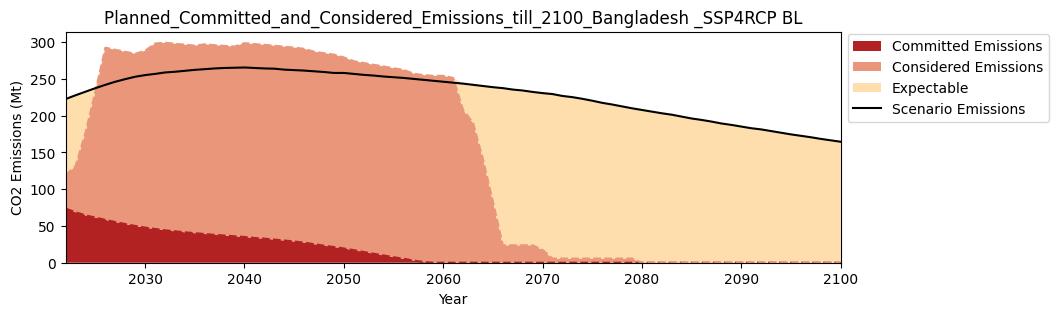 Planned_Committed_and_Considered_Emissions_till_2100_Bangladesh _SSP4RCP BL
CO2 Emissions (Mt)
300
250
200
150
100
50
0
2030 2040 2050 2060 2070 2080 2090 2100
Year
Committed Emissions
Considered Emissions
Expectable
Scenario Emissions